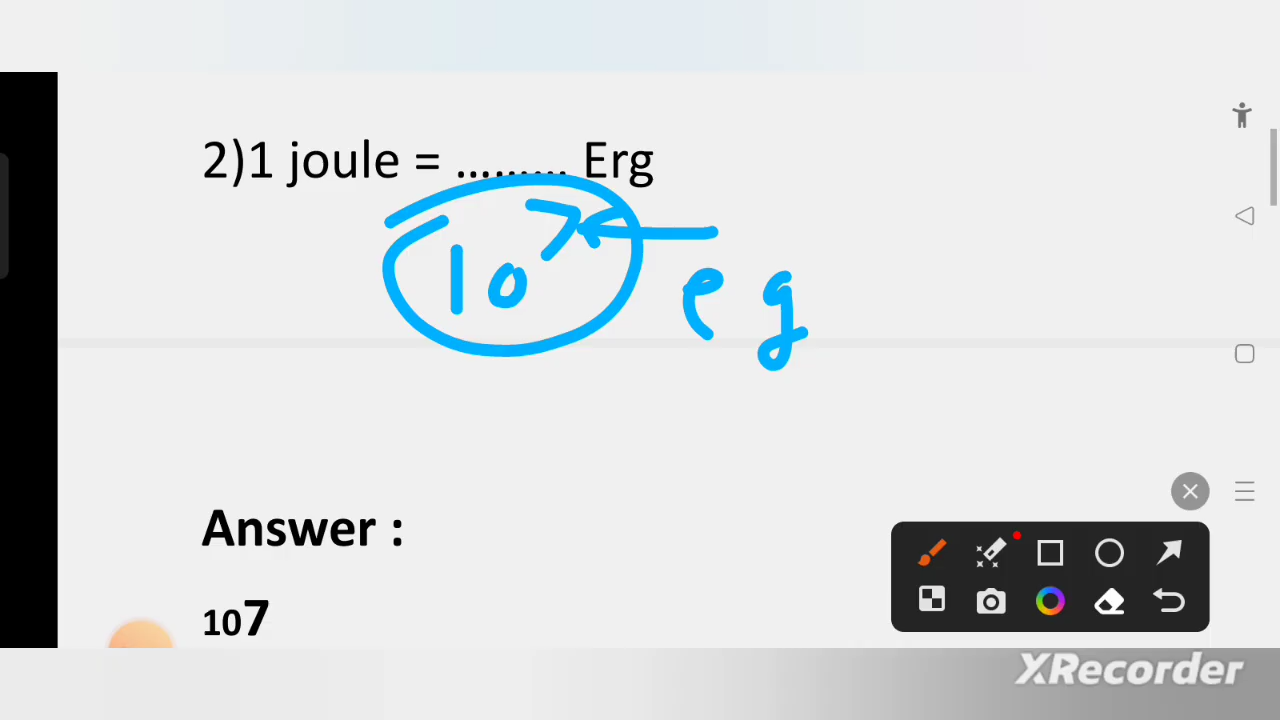 2)1 joule = ......... Erg
10⁷ eg
Answer :
107
XRecorder